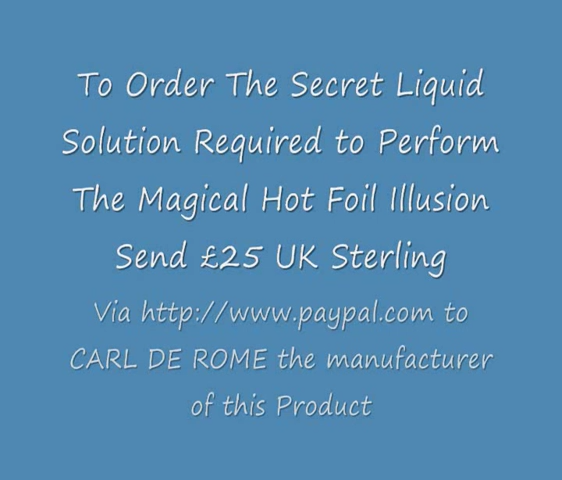 To Order The Secret Liquid
Solution Required to Perform
The Magical Hot Foil Illusion
Send £25 UK Sterling
Via http://www.paypal.com to
CARL DE ROME the manufacturer
of this Product